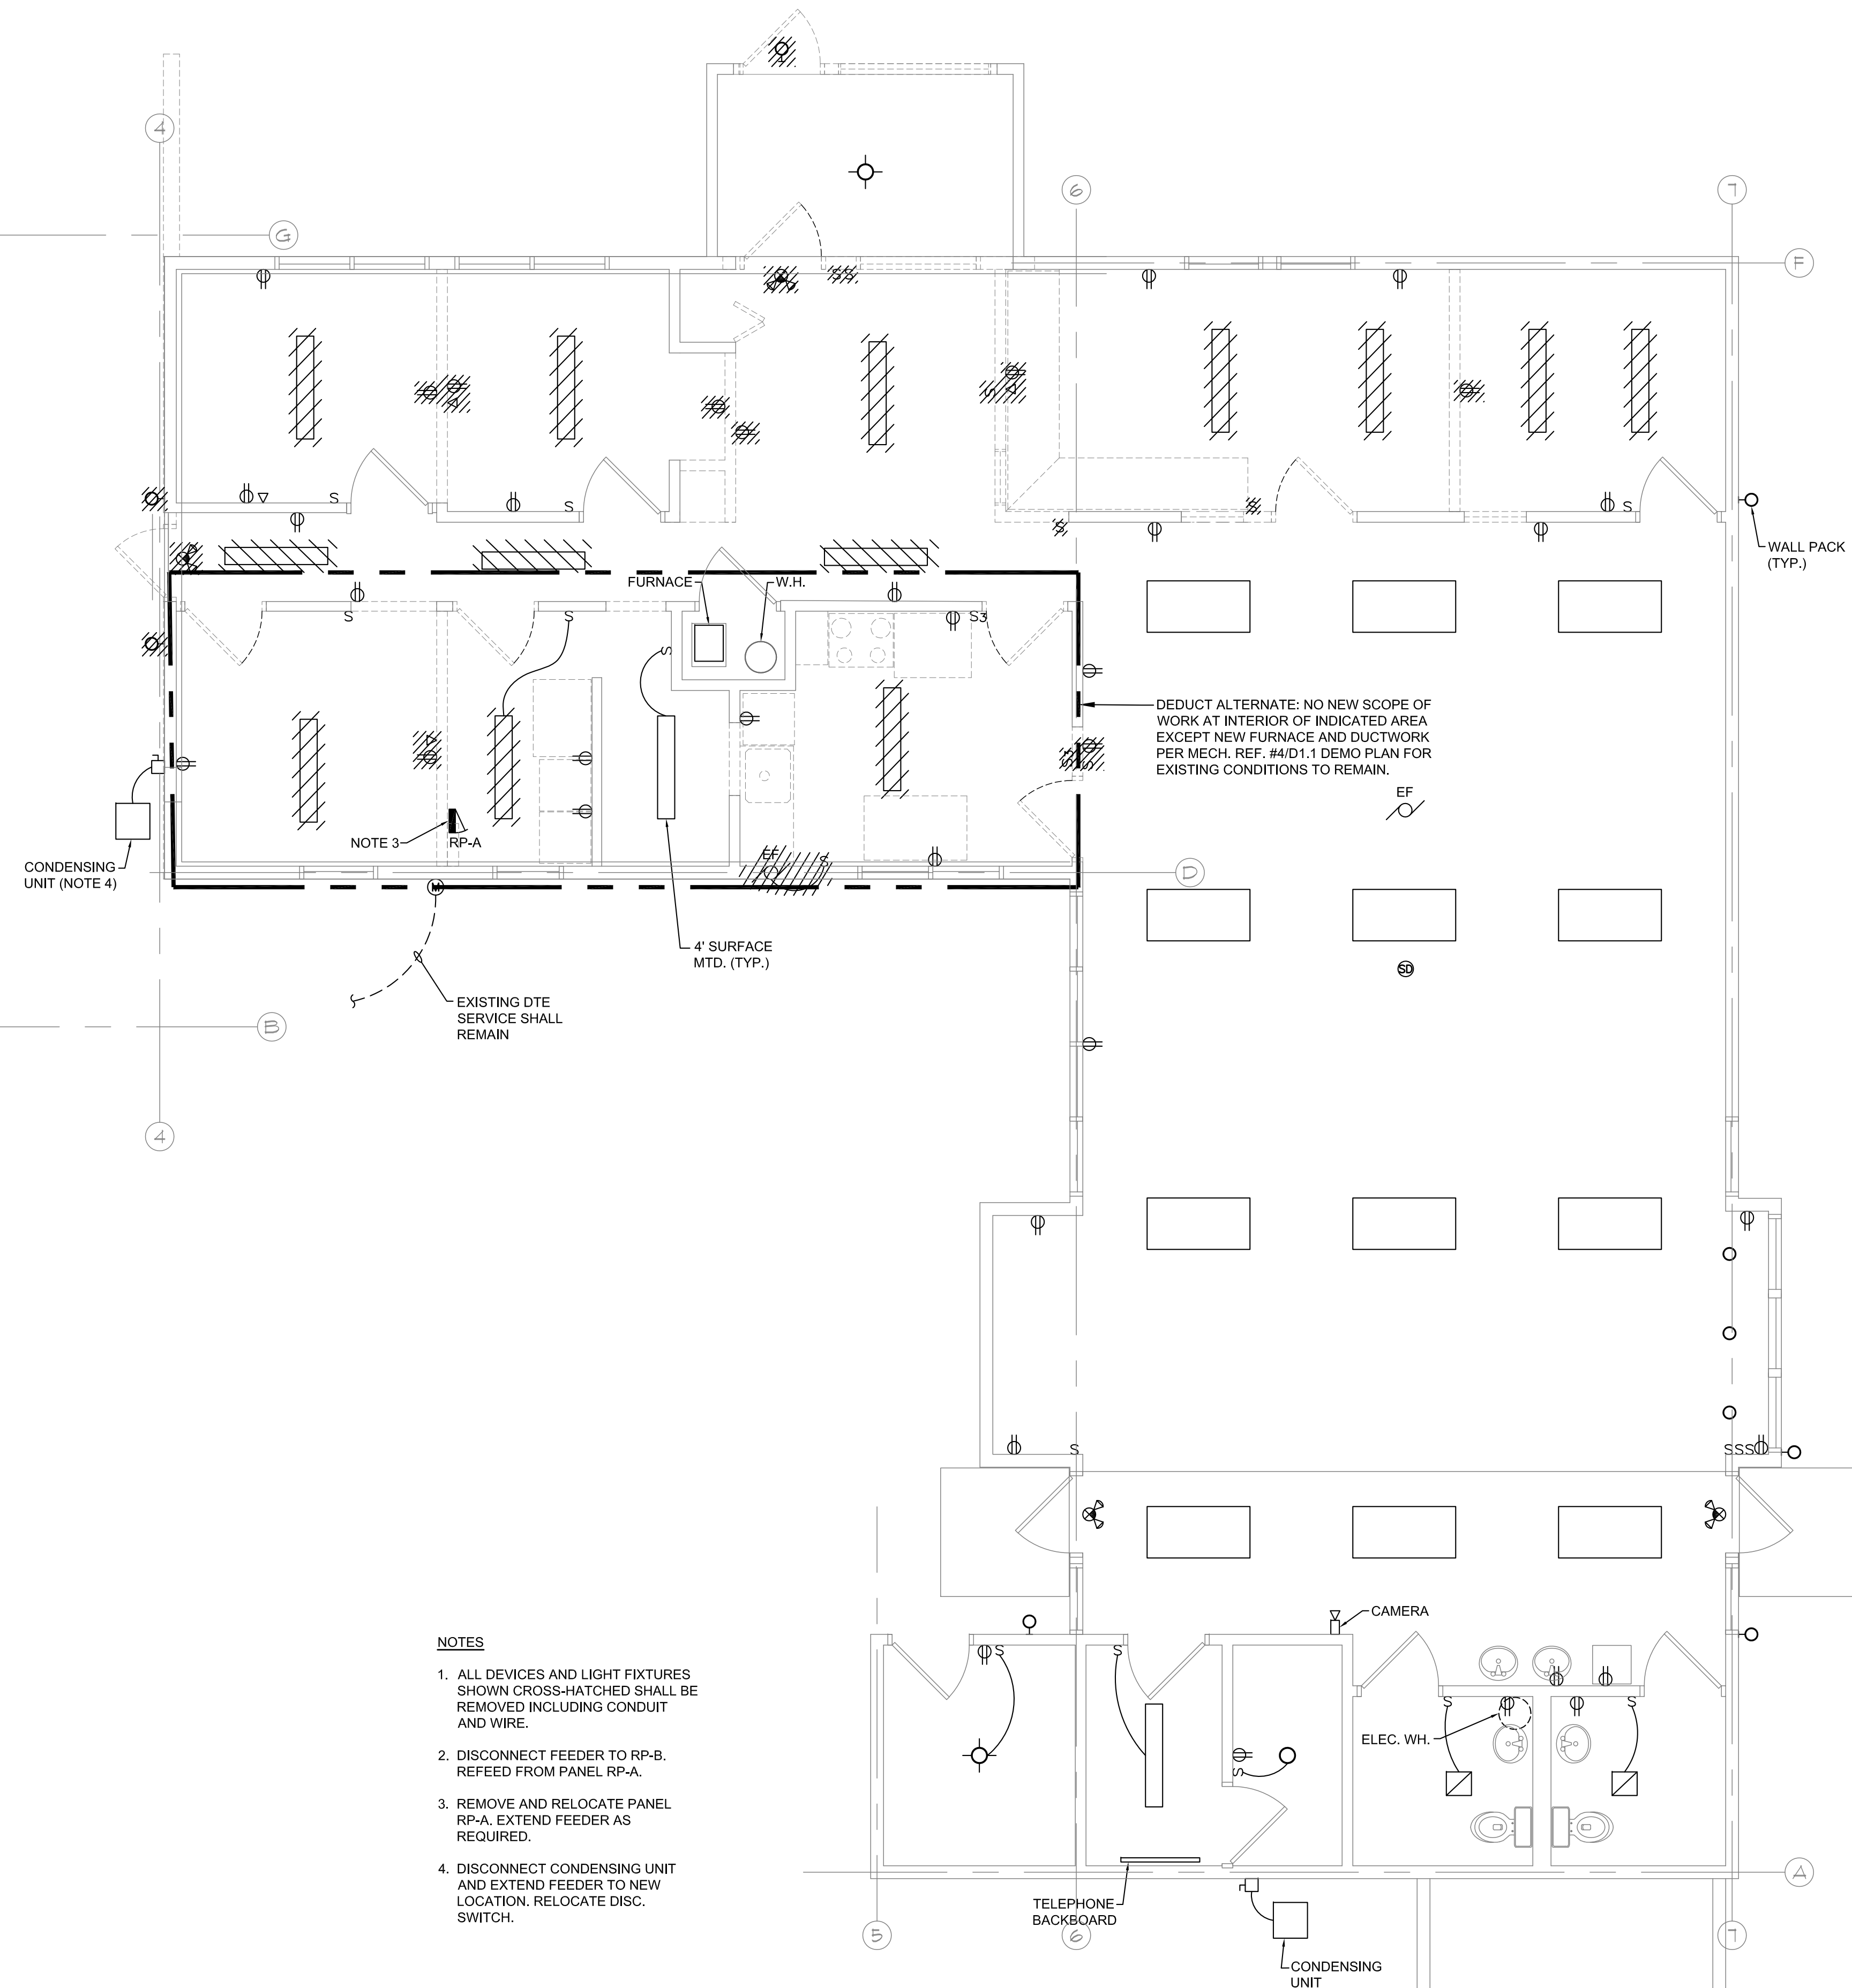 4
6
7
G
F
S S
S
S
S
S
S
S
S
WALL PACK
(TYP.)
FURNACE
W.H.
S
S
S3
S
DEDUCT ALTERNATE: NO NEW SCOPE OF
WORK AT INTERIOR OF INDICATED AREA
EXCEPT NEW FURNACE AND DUCTWORK
PER MECH. REF. #4/D1.1 DEMO PLAN FOR
EXISTING CONDITIONS TO REMAIN.
EF
NOTE 3
RP-A
EF
S
CONDENSING
UNIT (NOTE 4)
D
M
4' SURFACE
MTD. (TYP.)
SD
EXISTING DTE
SERVICE SHALL
REMAIN
B
4
S
SSS
CAMERA
NOTES
1. ALL DEVICES AND LIGHT FIXTURES
SHOWN CROSS-HATCHED SHALL BE
REMOVED INCLUDING CONDUIT
AND WIRE.
2. DISCONNECT FEEDER TO RP-B.
REFEED FROM PANEL RP-A.
3. REMOVE AND RELOCATE PANEL
RP-A. EXTEND FEEDER AS
REQUIRED.
4. DISCONNECT CONDENSING UNIT
AND EXTEND FEEDER TO NEW
LOCATION. RELOCATE DISC.
SWITCH.
S
S
S
S
ELEC. WH.
S
A
TELEPHONE
BACKBOARD
5
6
7
CONDENSING
UNIT